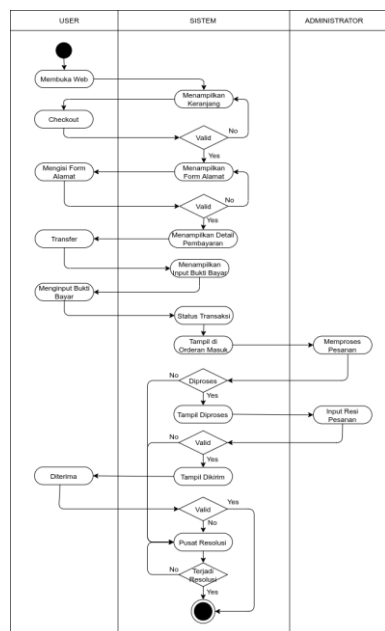 USER
SISTEM
ADMINISTRATOR
Membuka Web
Menampilkan
Keranjang
Checkout
No
Valid
Yes
Mengisi Form
Alamat
Menampilkan
Form Alamat
No
Valid
Yes
Transfer
Menampilkan Detail
Pembayaran
Menampilkan
Input Bukti Bayar
Menginput Bukti
Bayar
Status Transaksi
Tampil di
Orderan Masuk
Memproses
Pesanan
No
Diproses
Yes
Tampil Diproses
Input Resi
Pesanan
No
Valid
Yes
Diterima
Tampil Dikirim
Valid
Yes
No
Pusat Resolusi
No
Terjadi
Resolusi
Yes